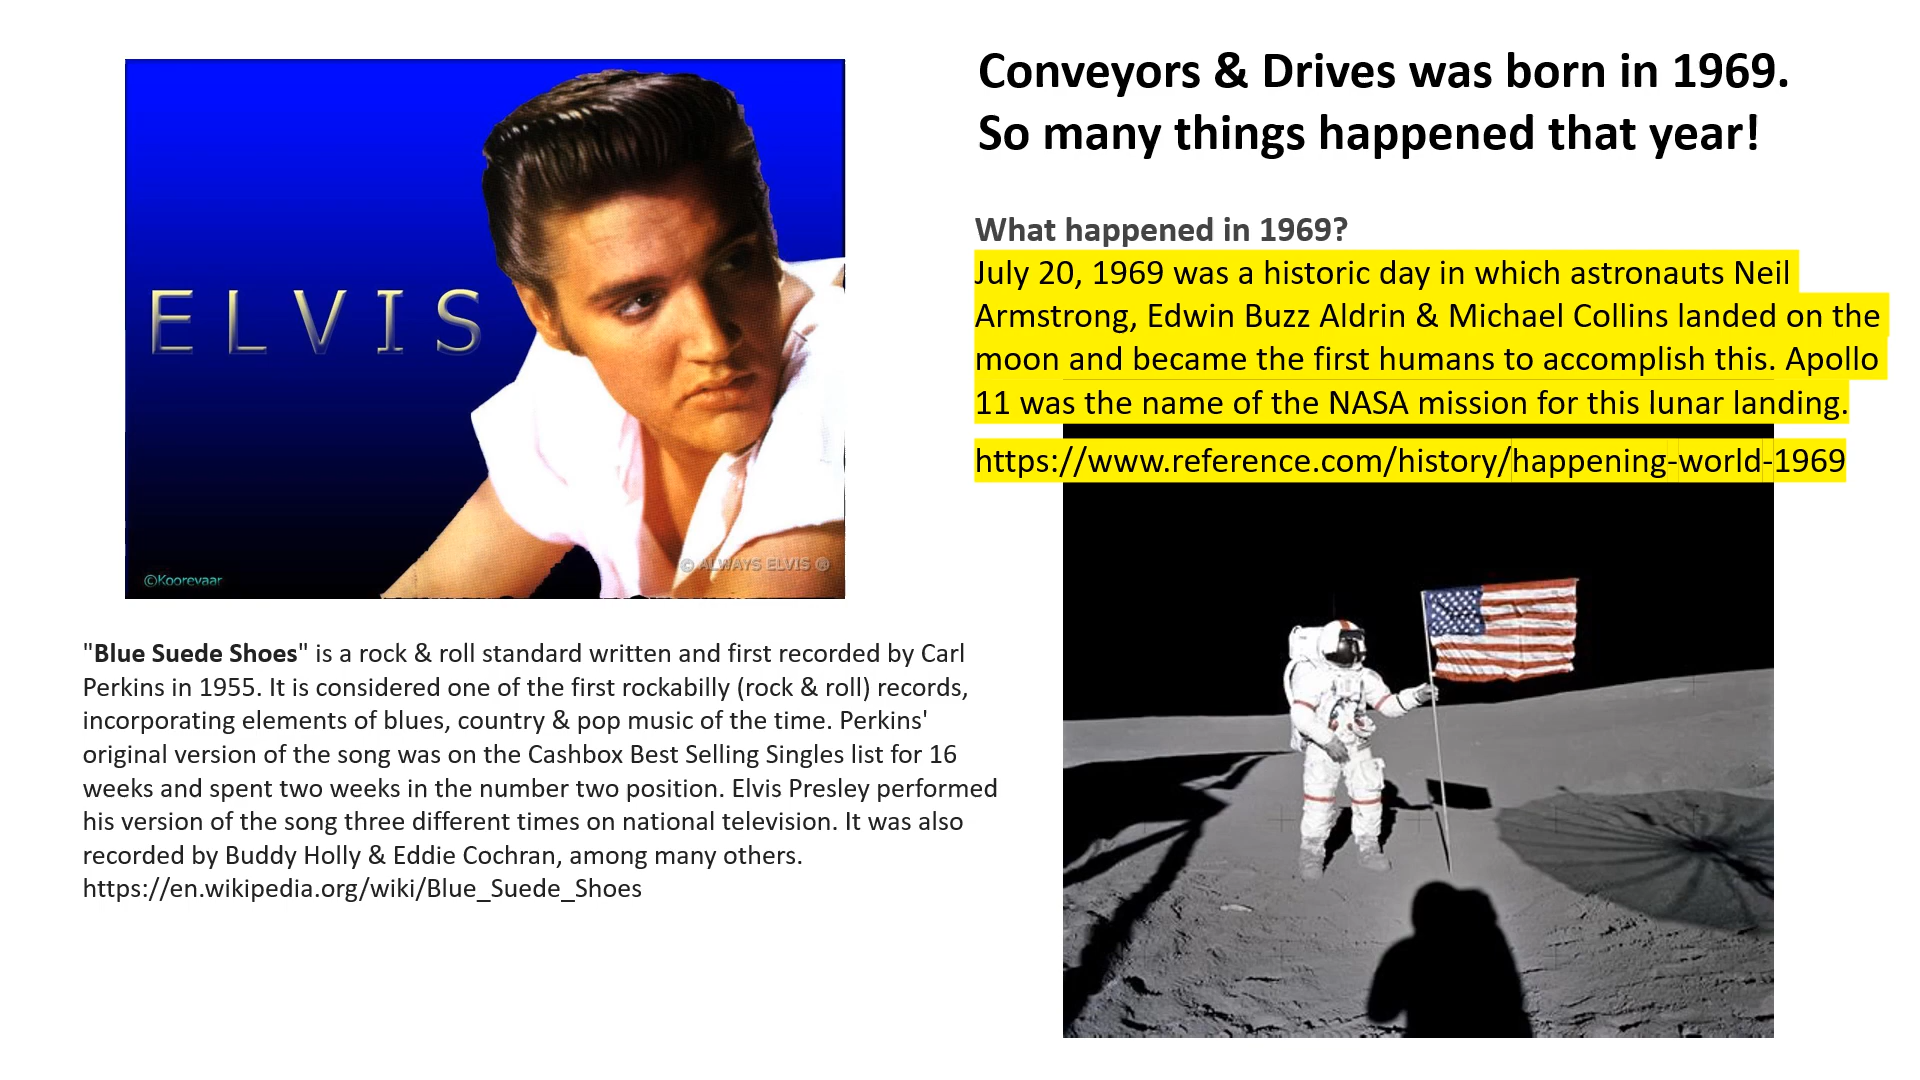 Conveyors & Drives was born in 1969.
So many things happened that year!
What happened in 1969?
July 20, 1969 was a historic day in which astronauts Neil
Armstrong, Edwin Buzz Aldrin & Michael Collins landed on the
moon and became the first humans to accomplish this. Apollo
11 was the name of the NASA mission for this lunar landing.
https://www.reference.com/history/happening-world-1969
ELVIS
© ALWAYS ELVIS ®
©Koorevaar
"Blue Suede Shoes" is a rock & roll standard written and first recorded by Carl
Perkins in 1955. It is considered one of the first rockabilly (rock & roll) records,
incorporating elements of blues, country & pop music of the time. Perkins'
original version of the song was on the Cashbox Best Selling Singles list for 16
weeks and spent two weeks in the number two position. Elvis Presley performed
his version of the song three different times on national television. It was also
recorded by Buddy Holly & Eddie Cochran, among many others.
https://en.wikipedia.org/wiki/Blue_Suede_Shoes